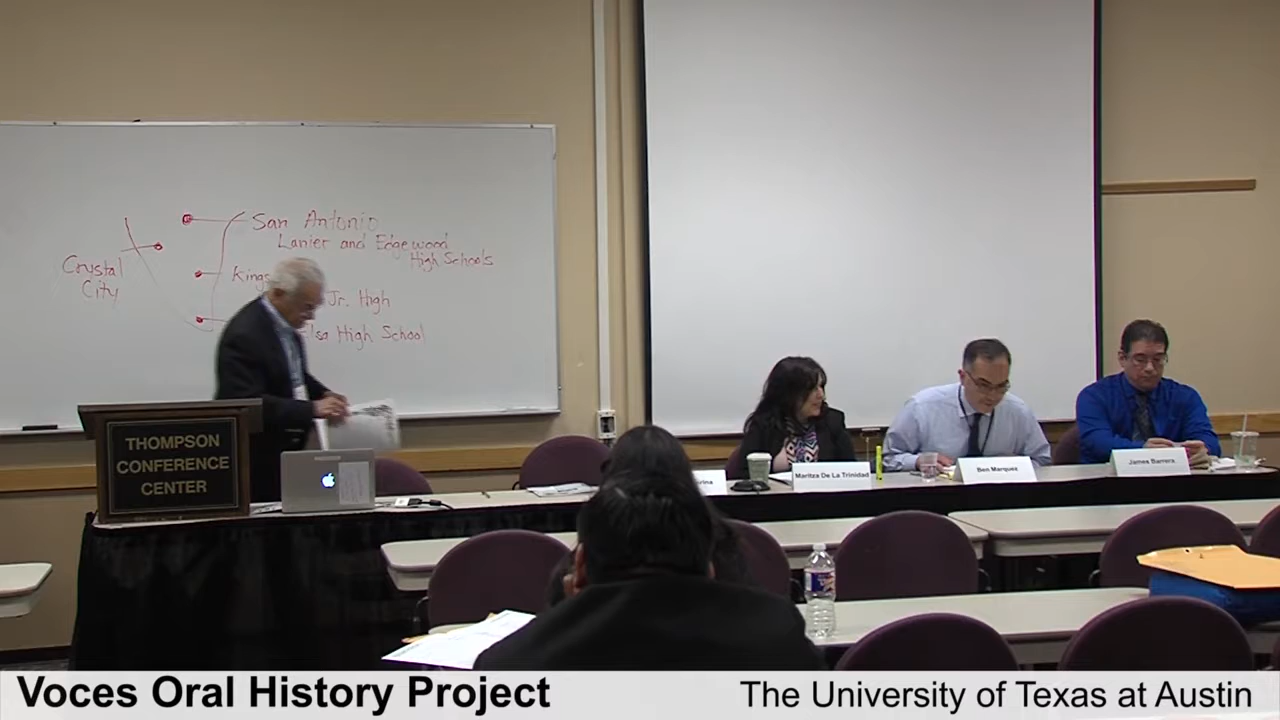 San Antonio
Lanier and Edgewood
High Schools
Crystal
City
Kings
Jr. High
Elsa High School
THOMPSON
CONFERENCE
CENTER
Maritza De La Trinidad
Ben Marquez
James Barrera
Voces Oral History Project
The University of Texas at Austin